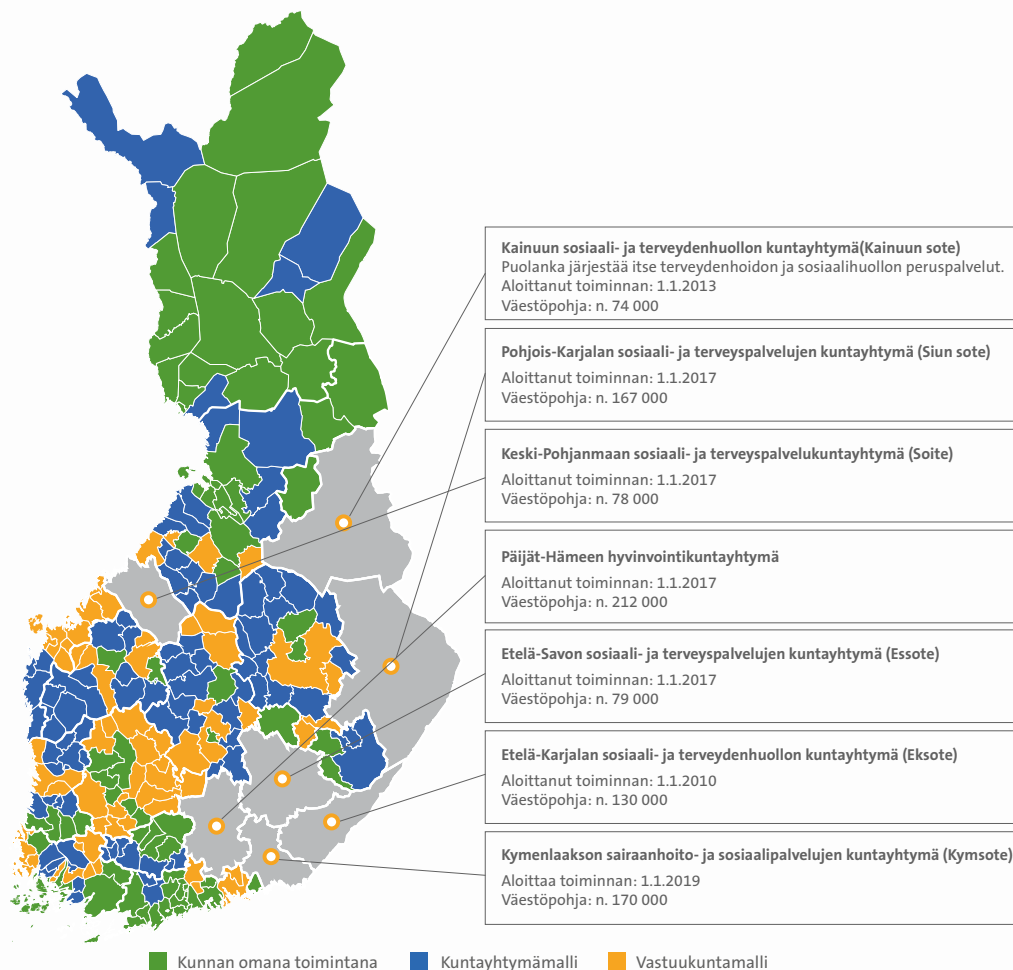 Kainuun sosiaali- ja terveydenhuollon kuntayhtymä(Kainuun sote)
Puolanka järjestää itse terveydenhoidon ja sosiaalihuollon peruspalvelut.
Aloittanut toiminnan: 1.1.2013
Väestöpohja: n. 74 000
Pohjois-Karjalan sosiaali- ja terveyspalvelujen kuntayhtymä (Siun sote)
Aloittanut toiminnan: 1.1.2017
Väestöpohja: n. 167 000
Keski-Pohjanmaan sosiaali- ja terveyspalvelukuntayhtymä (Soite)
Aloittanut toiminnan: 1.1.2017
Väestöpohja: n. 78 000
Päijät-Hämeen hyvinvointikuntayhtymä
Aloittanut toiminnan: 1.1.2017
Väestöpohja: n. 212 000
Etelä-Savon sosiaali- ja terveyspalvelujen kuntayhtymä (Essote)
Aloittanut toiminnan: 1.1.2017
Väestöpohja: n. 79 000
Etelä-Karjalan sosiaali- ja terveydenhuollon kuntayhtymä (Eksote)
Aloittanut toiminnan: 1.1.2010
Väestöpohja: n. 130 000
Kymenlaakson sairaanhoito- ja sosiaalipalvelujen kuntayhtymä (Kymsote)
Aloittaa toiminnan: 1.1.2019
Väestöpohja: n. 170 000
Kunnan omana toimintana Kuntayhtymämalli Vastuukuntamalli